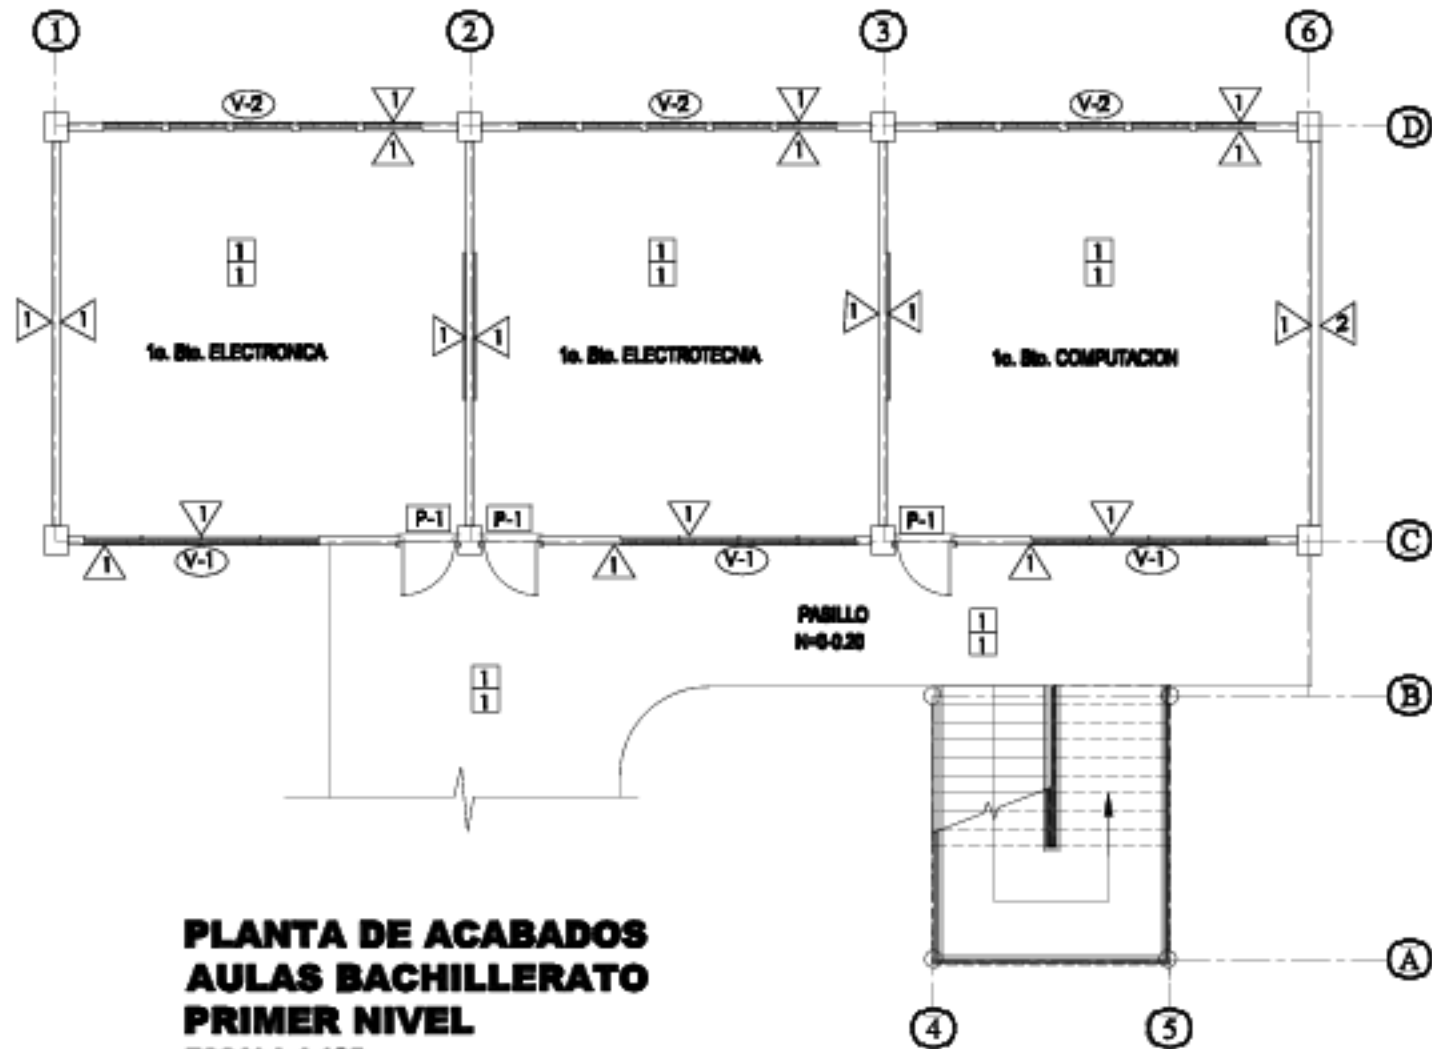 1 2 3 6
V-2 1 V-2 1 V-2 1
D
1 1 1
1 1 1
1 1 1
1 1 1 1 1 1 1 2
1o. Bto. ELECTRONICA 1o. Bto. ELECTROTECNIA 1o. Bto. COMPUTACION
1 P-1 P-1 1 P-1 1
C
1 V-1 1 V-1 1 V-1
PASILLO 1
1
1
1
B
PLANTA DE ACABADOS
AULAS BACHILLERATO
A
PRIMER NIVEL
4 5